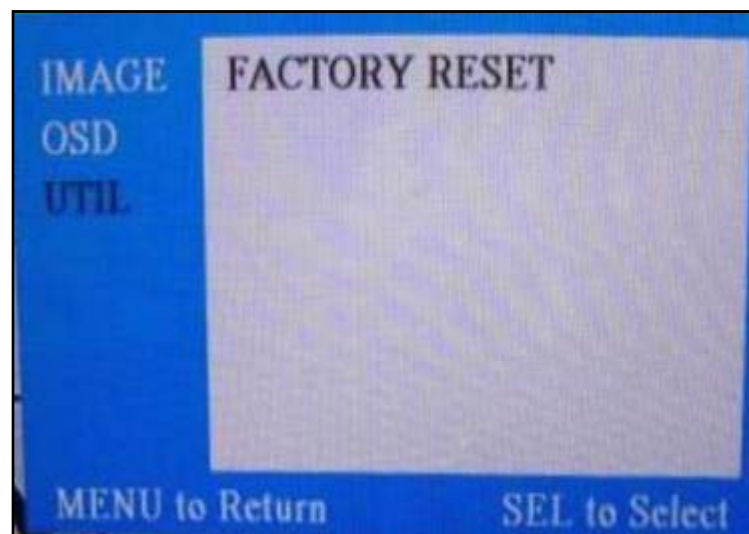 IMAGE
FACTORY RESET
OSD
UTIL
MENU to Return
SEL to Select